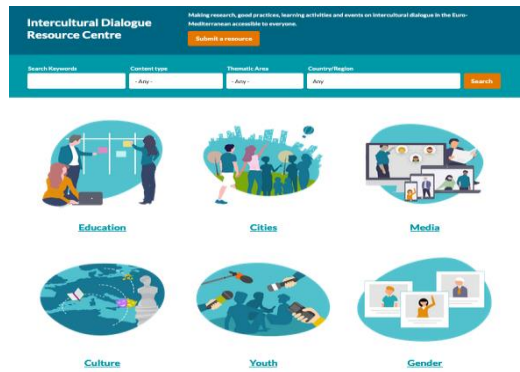 Intercultural Dialogue
Resource Centre
Making research, good practices, learning activities and events on intercultural dialogue in the Euro-
Mediterranean accessible to everyone.
Submit a resource
Search Keywords Content type Thematic Area Country/Region
- Any - - Any - Any Search
Education Cities Media
Culture Youth Gender